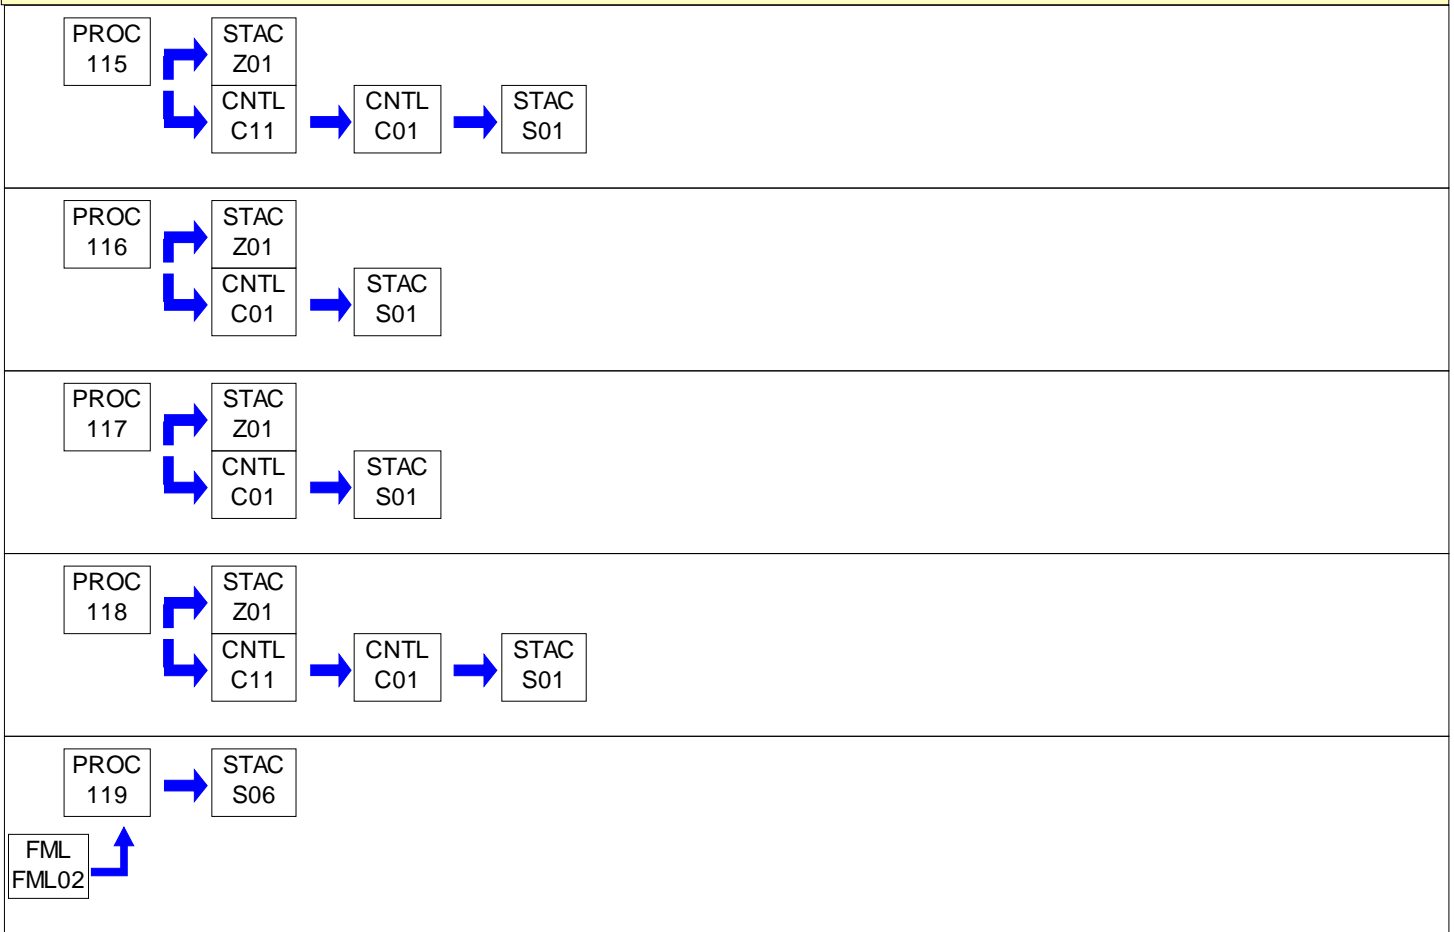 PROC
115
STAC
Z01
CNTL
C11
CNTL
C01
STAC
S01
PROC
116
STAC
Z01
CNTL
C01
STAC
S01
PROC
117
STAC
Z01
CNTL
C01
STAC
S01
PROC
118
STAC
Z01
CNTL
C11
CNTL
C01
STAC
S01
PROC
119
STAC
S06
FML
FML02